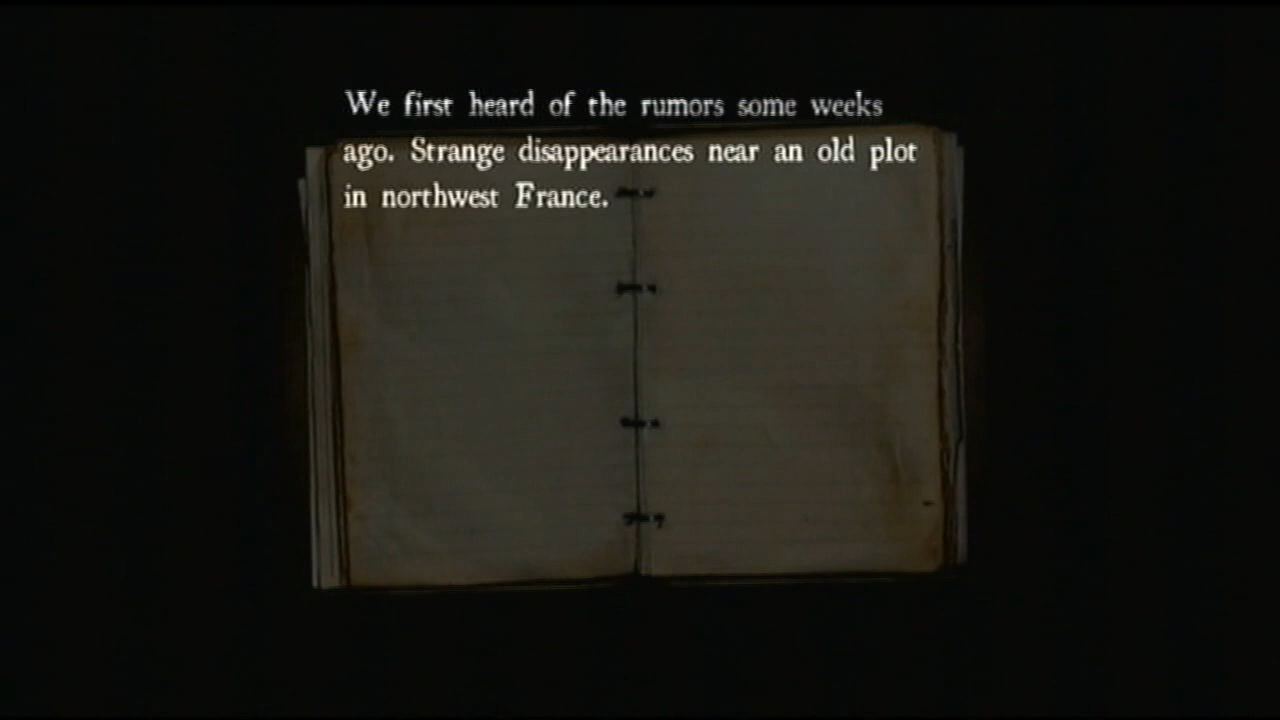 We first heard of the rumors some weeks
ago. Strange disappearances near an old plot
in northwest France.